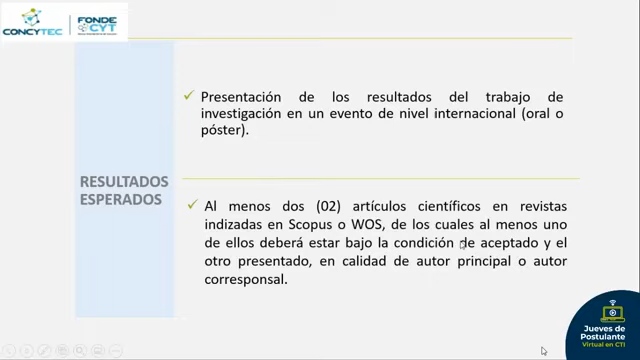 CONCYTEC
FONDE
CYT
Presentación de los resultados del trabajo de
investigación en un evento de nivel internacional (oral o
póster).
RESULTADOS
ESPERADOS
Al menos dos (02) artículos científicos en revistas
indizadas en Scopus o WOS, de los cuales al menos uno
de ellos deberá estar bajo la condición de aceptado y el
otro presentado, en calidad de autor principal o autor
corresponsal.
Jueves de
Postulante
Virtual en CTI